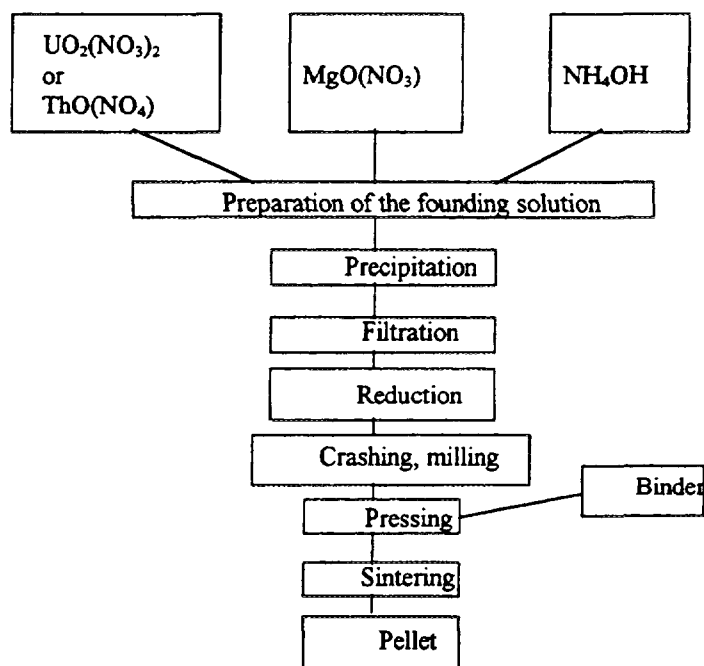 UO₂(NO₃)₂
or
ThO(NO₄)
MgO(NO₃)
NH₄OH
Preparation of the founding solution
Precipitation
Filtration
Reduction
Crashing, milling
Binder
Pressing
Sintering
Pellet